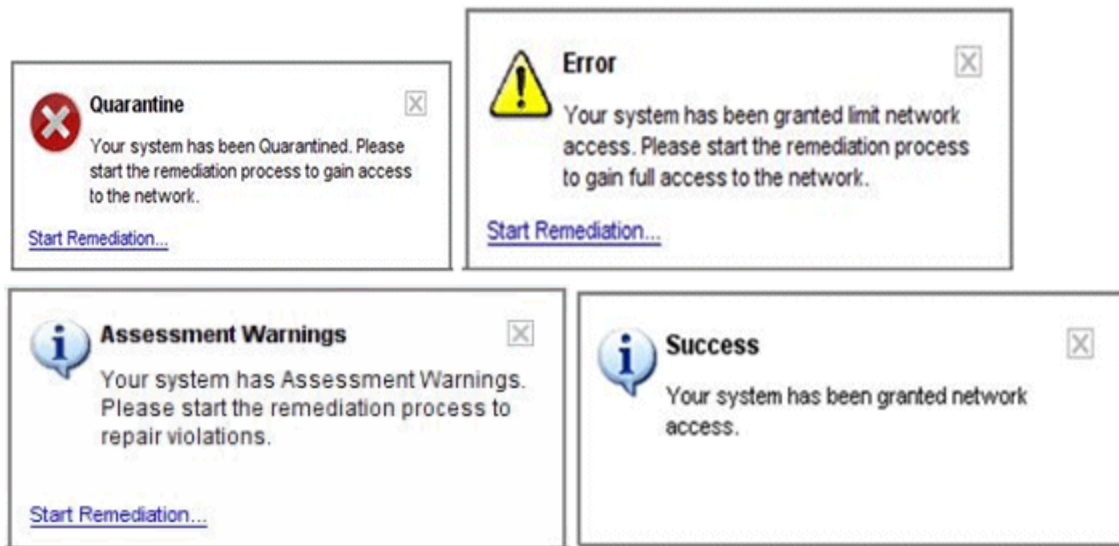 Quarantine
Your system has been Quarantined. Please
start the remediation process to gain access
to the network.
Start Remediation...
Error
Your system has been granted limit network
access. Please start the remediation process
to gain full access to the network.
Start Remediation...
Assessment Warnings
Your system has Assessment Warnings.
Please start the remediation process to
repair violations.
Start Remediation...
Success
Your system has been granted network
access.